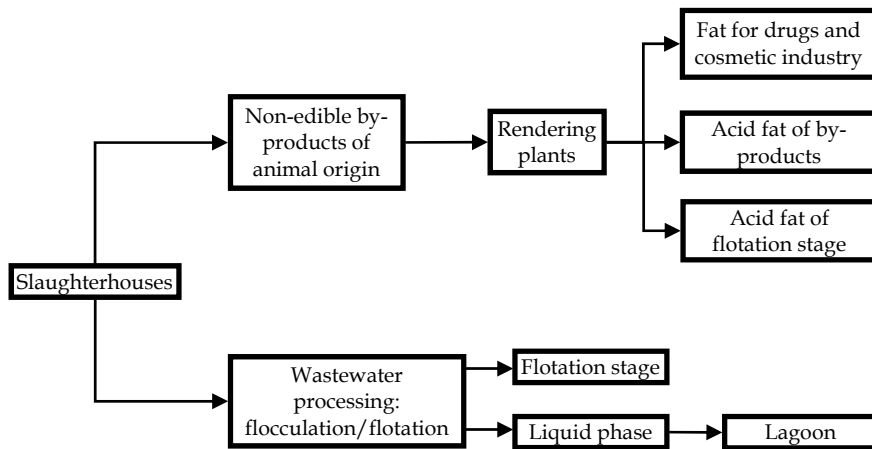 Fat for drugs and
cosmetic industry
Non-edible by-
products of
animal origin
Rendering
plants
Acid fat of by-
products
Acid fat of
flotation stage
Slaughterhouses
Wastewater
processing:
flocculation/flotation
Flotation stage
Liquid phase
Lagoon